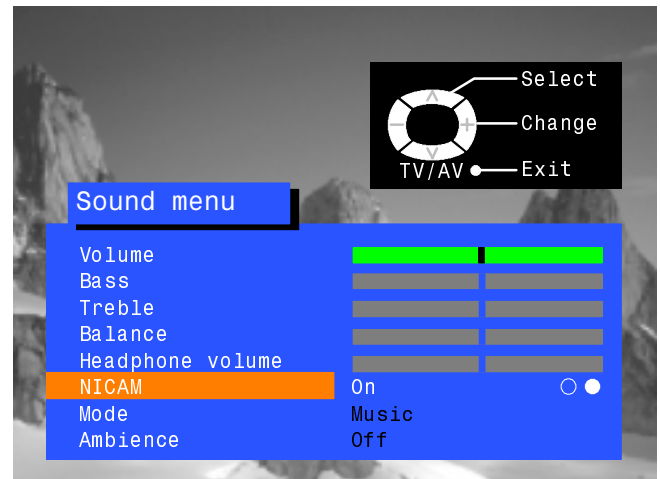 Select
Change
TV/AV Exit
Sound menu
Volume
Bass
Treble
Balance
Headphone volume
NICAM On
Mode Music
Ambience Off